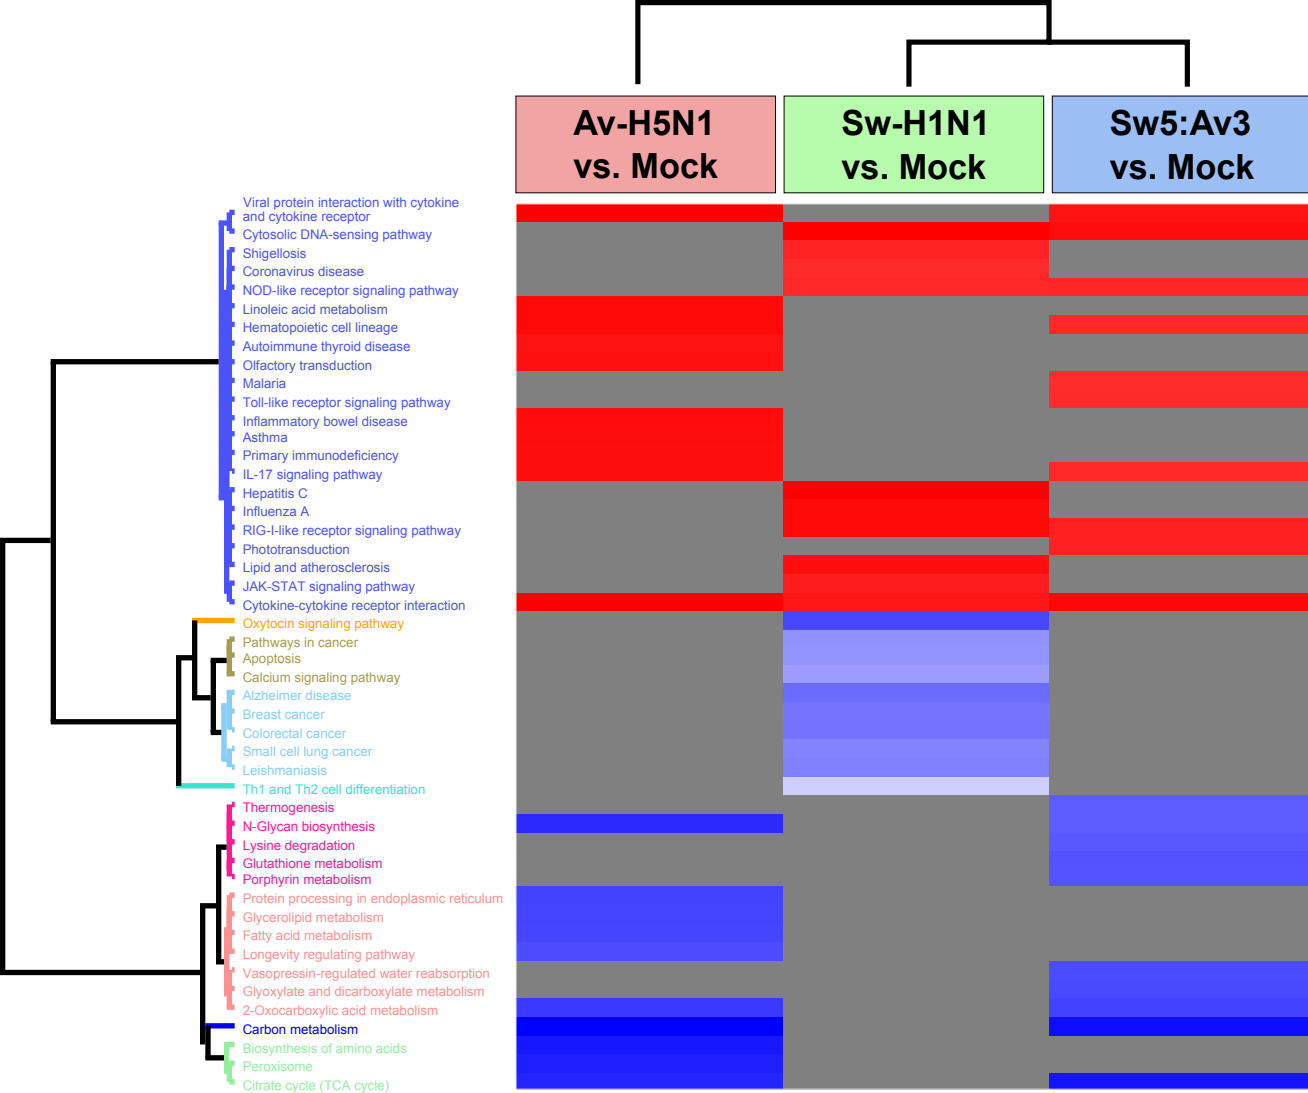 Av-H5N1
vs. Mock
Sw-H1N1
vs. Mock
Sw5:Av3
vs. Mock
Viral protein interaction with cytokine
and cytokine receptor
Cytosolic DNA-sensing pathway
Shigellosis
Coronavirus disease
NOD-like receptor signaling pathway
Linoleic acid metabolism
Hematopoietic cell lineage
Autoimmune thyroid disease
Olfactory transduction
Malaria
Toll-like receptor signaling pathway
Inflammatory bowel disease
Asthma
Primary immunodeficiency
IL-17 signaling pathway
Hepatitis C
Influenza A
RIG-I-like receptor signaling pathway
Phototransduction
Lipid and atherosclerosis
JAK-STAT signaling pathway
Cytokine-cytokine receptor interaction
Oxytocin signaling pathway
Pathways in cancer
Apoptosis
Calcium signaling pathway
Alzheimer disease
Breast cancer
Colorectal cancer
Small cell lung cancer
Leishmaniasis
Th1 and Th2 cell differentiation
Thermogenesis
N-Glycan biosynthesis
Lysine degradation
Glutathione metabolism
Porphyrin metabolism
Protein processing in endoplasmic reticulum
Glycerolipid metabolism
Fatty acid metabolism
Longevity regulating pathway
Vasopressin-regulated water reabsorption
Glyoxylate and dicarboxylate metabolism
2-Oxocarboxylic acid metabolism
Carbon metabolism
Biosynthesis of amino acids
Peroxisome
Citrate cycle (TCA cycle)